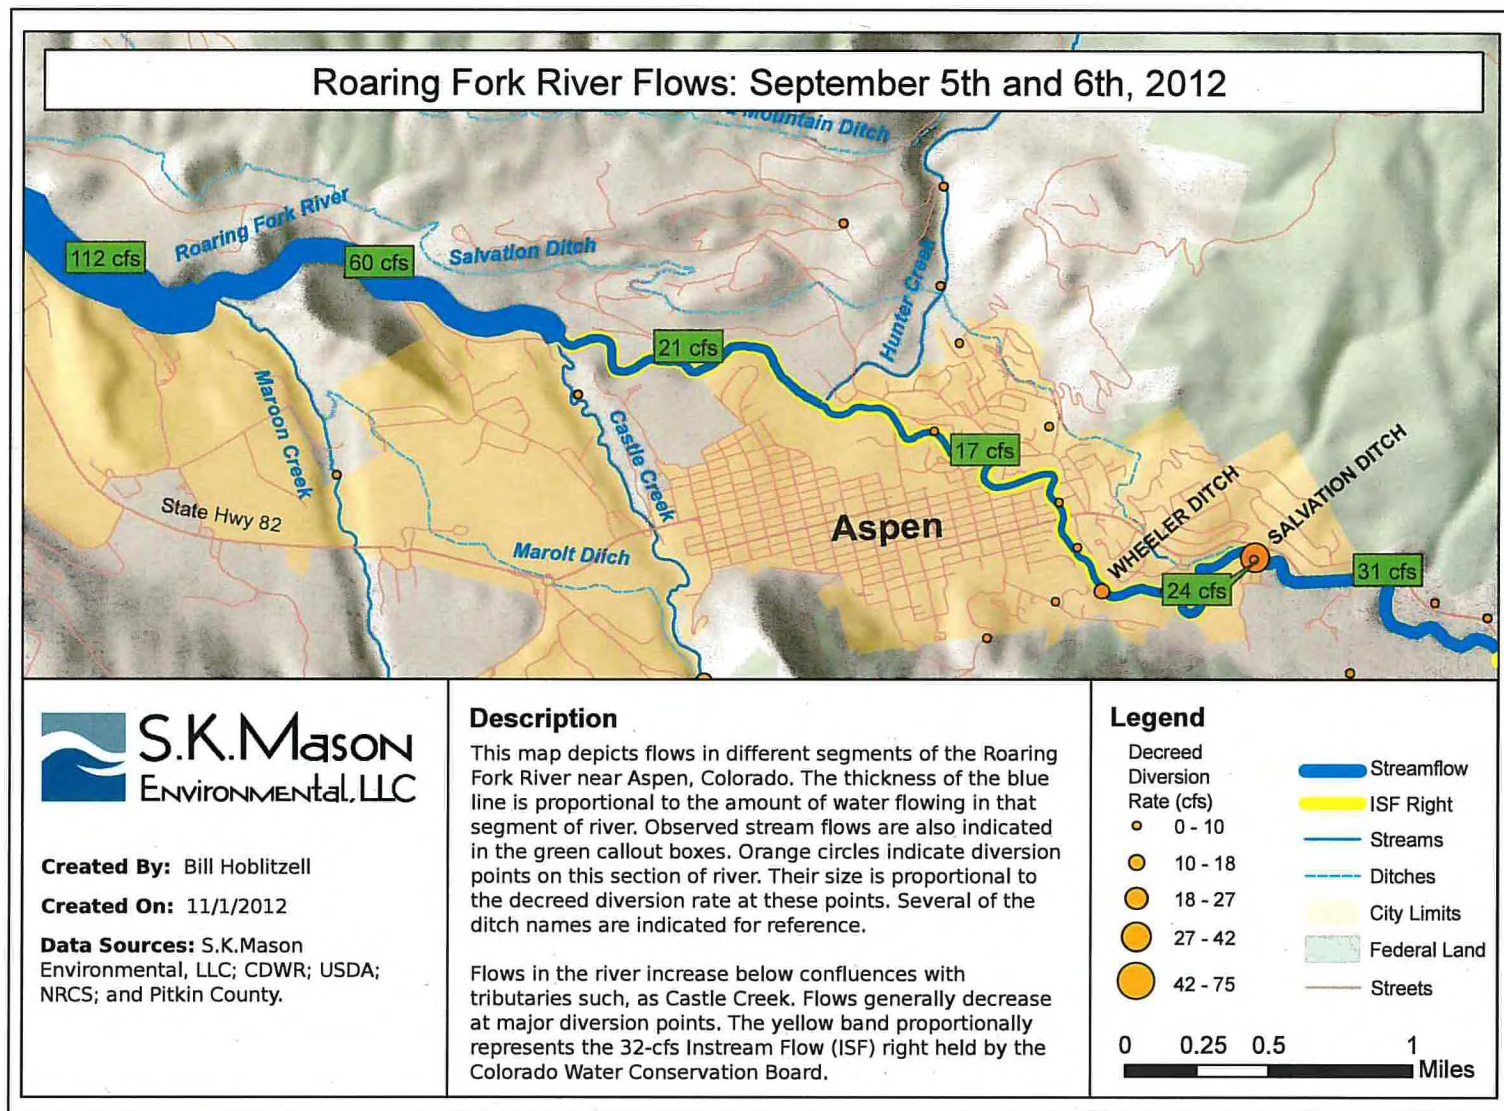 Roaring Fork River Flows: September 5th and 6th, 2012
Mountain Ditch
Roaring Fork River
Salvation Ditch
Hunter Creek
112 cfs
60 cfs
21 cfs
17 cfs
24 cfs
31 cfs
Maroon Creek
Castle Creek
State Hwy 82
Marolt Ditch
Aspen
WHEELER DITCH
SALVATION DITCH
S.K.Mason
Environmental, LLC
Created By: Bill Hoblitzell
Created On: 11/1/2012
Data Sources: S.K.Mason
Environmental, LLC; CDWR; USDA;
NRCS; and Pitkin County.
Description
This map depicts flows in different segments of the Roaring
Fork River near Aspen, Colorado. The thickness of the blue
line is proportional to the amount of water flowing in that
segment of river. Observed stream flows are also indicated
in the green callout boxes. Orange circles indicate diversion
points on this section of river. Their size is proportional to
the decreed diversion rate at these points. Several of the
ditch names are indicated for reference.
Flows in the river increase below confluences with
tributaries such, as Castle Creek. Flows generally decrease
at major diversion points. The yellow band proportionally
represents the 32-cfs Instream Flow (ISF) right held by the
Colorado Water Conservation Board.
Legend
Decreed
Diversion
Rate (cfs)
0 - 10
10 - 18
18 - 27
27 - 42
42 - 75
Streamflow
ISF Right
Streams
Ditches
City Limits
Federal Land
Streets
0 0.25 0.5 1
Miles